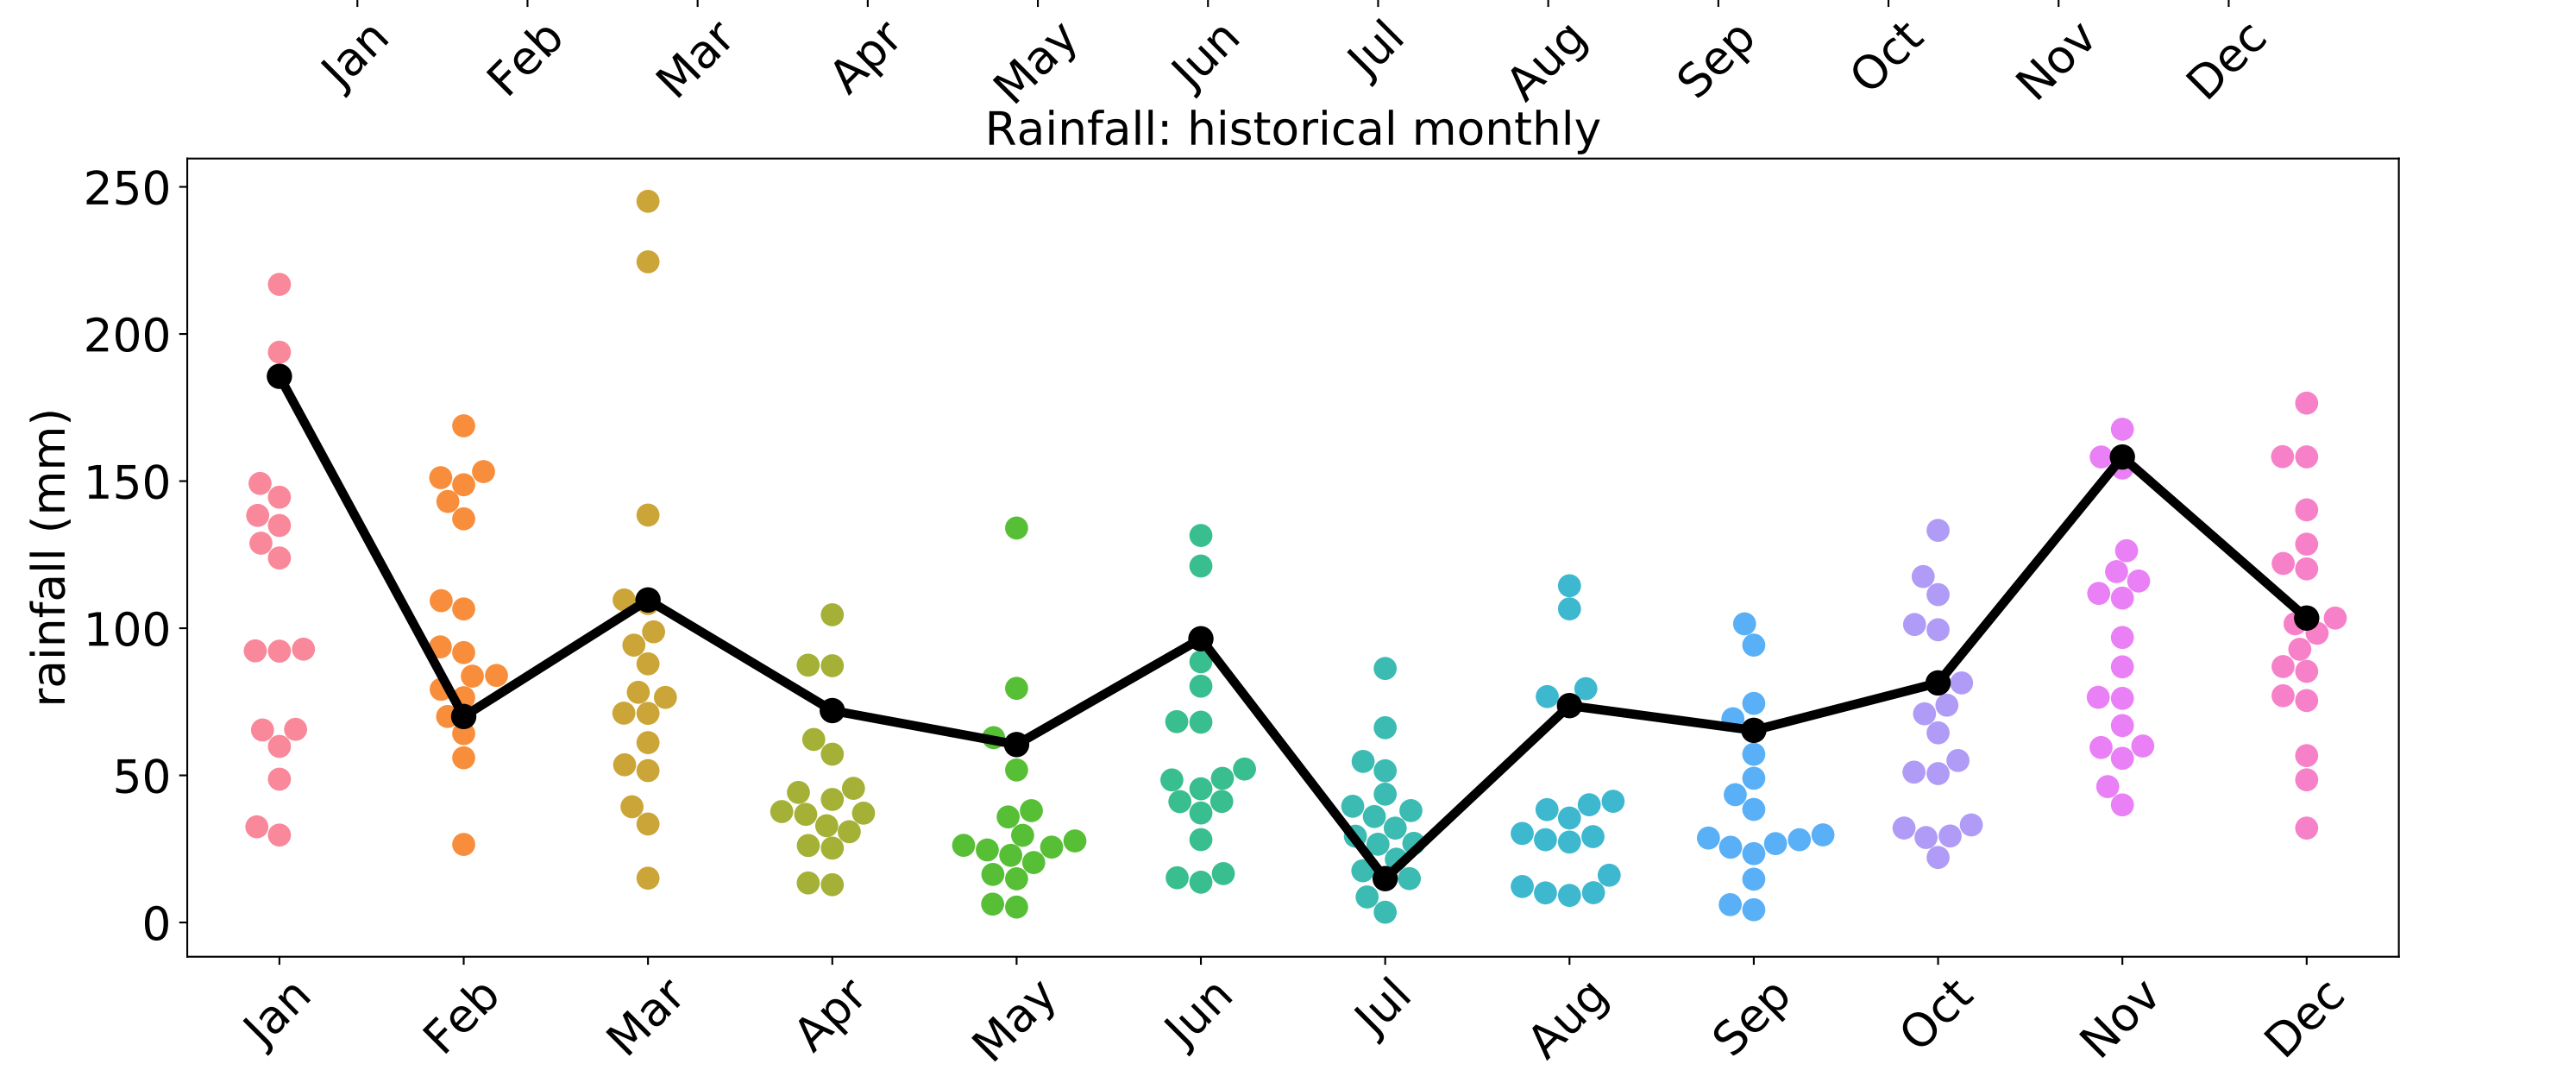 Jan Feb Mar Apr May Jun Jul Aug Sep Oct Nov Dec
Rainfall: historical monthly
rainfall (mm)
250
200
150
100
50
0
Jan Feb Mar Apr May Jun Jul Aug Sep Oct Nov Dec